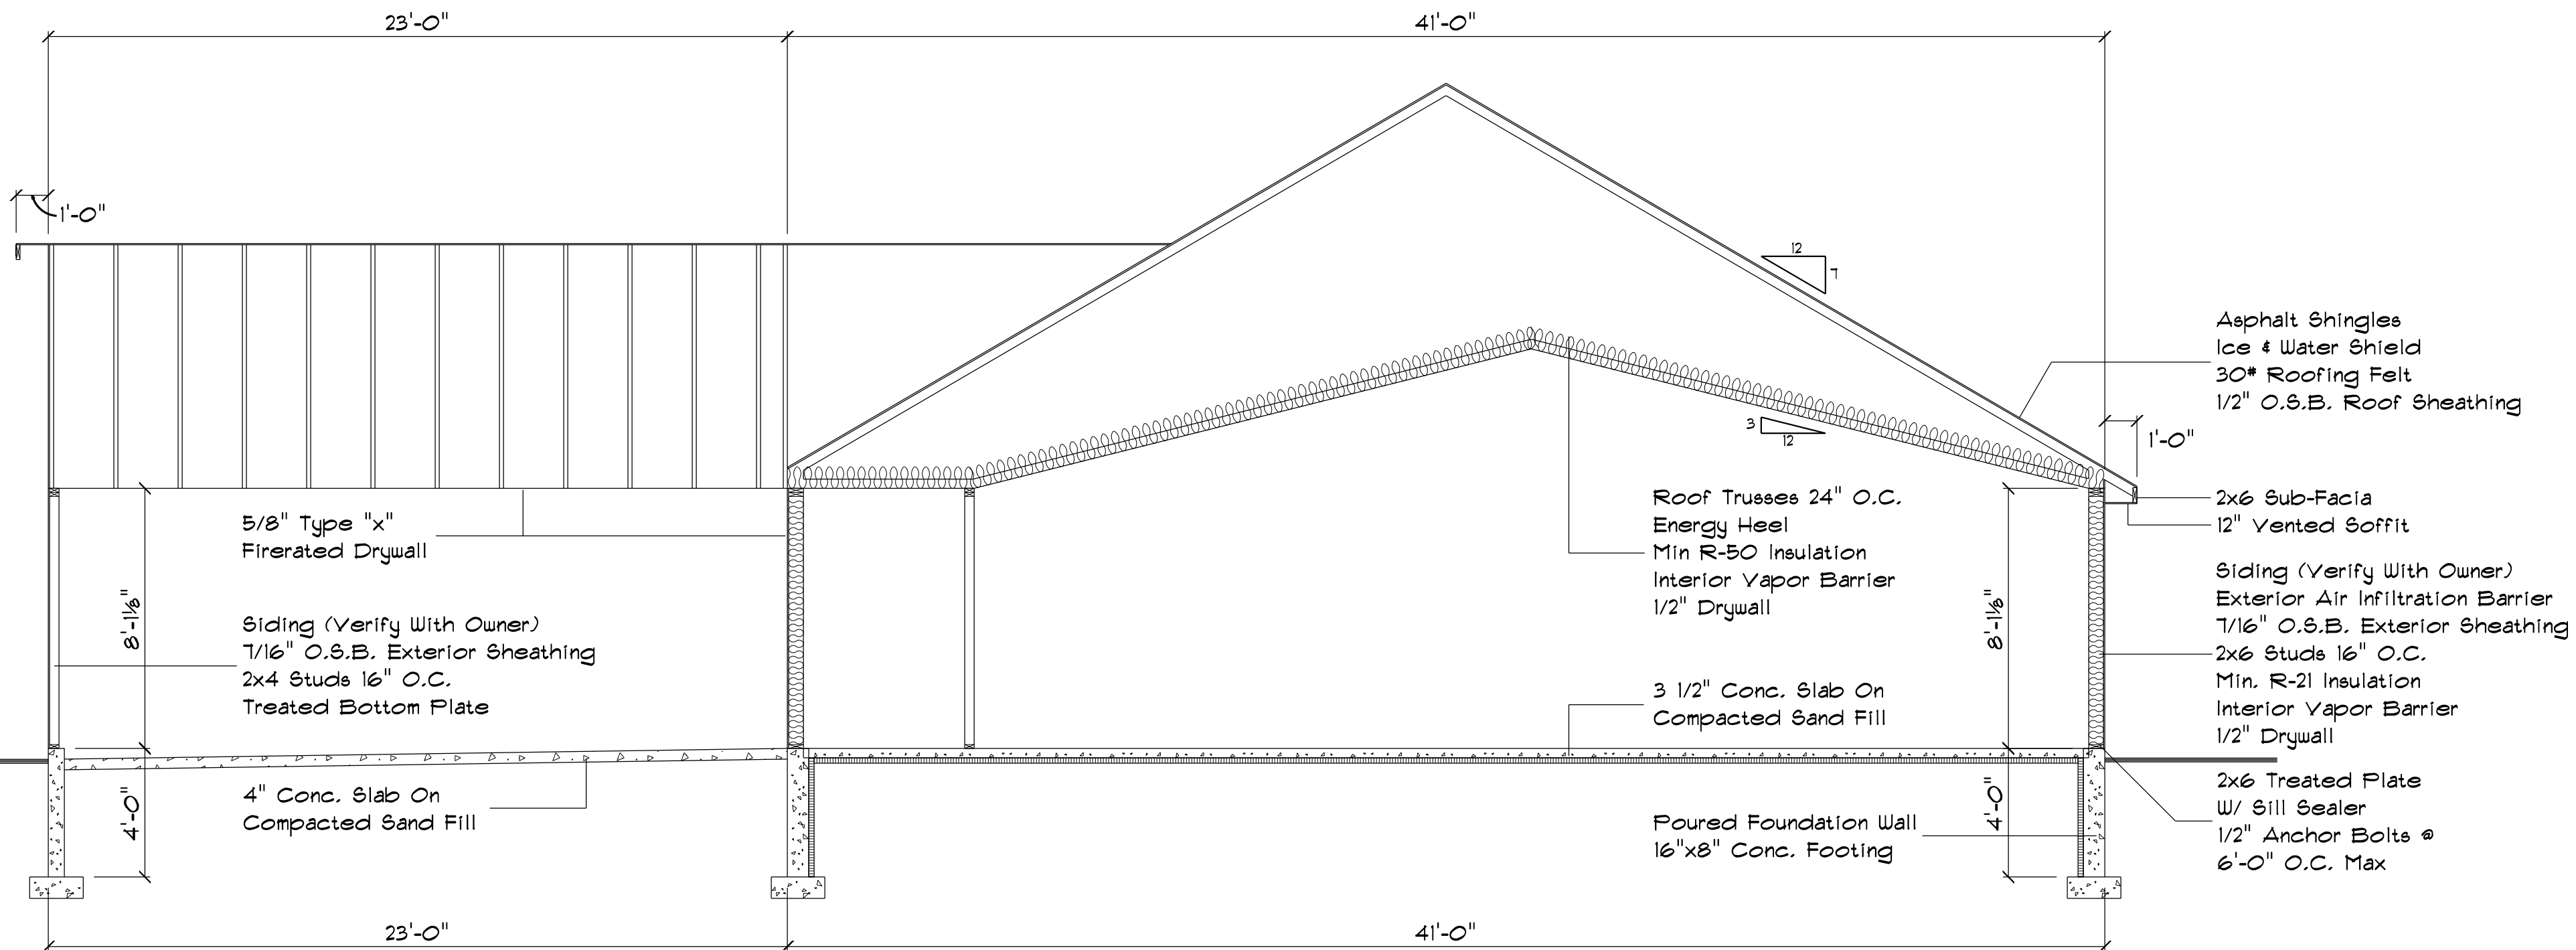 23'-0"
41'-0"
1'-0"
12
7
Asphalt Shingles
Ice & Water Shield
30# Roofing Felt
1/2" O.S.B. Roof Sheathing
3
12
1'-0"
5/8" Type "x"
Firerated Drywall
Roof Trusses 24" O.C.
Energy Heel
Min R-50 Insulation
Interior Vapor Barrier
1/2" Drywall
2x6 Sub-Facia
12" Vented Soffit
8'-1⅛"
Siding (Verify With Owner)
7/16" O.S.B. Exterior Sheathing
2x4 Studs 16" O.C.
Treated Bottom Plate
8'-1⅛"
Siding (Verify With Owner)
Exterior Air Infiltration Barrier
7/16" O.S.B. Exterior Sheathing
2x6 Studs 16" O.C.
Min. R-21 Insulation
Interior Vapor Barrier
1/2" Drywall
3 1/2" Conc. Slab On
Compacted Sand Fill
4'-0"
4" Conc. Slab On
Compacted Sand Fill
Poured Foundation Wall
16"x8" Conc. Footing
4'-0"
2x6 Treated Plate
W/ Sill Sealer
1/2" Anchor Bolts @
6'-0" O.C. Max
23'-0"
41'-0"